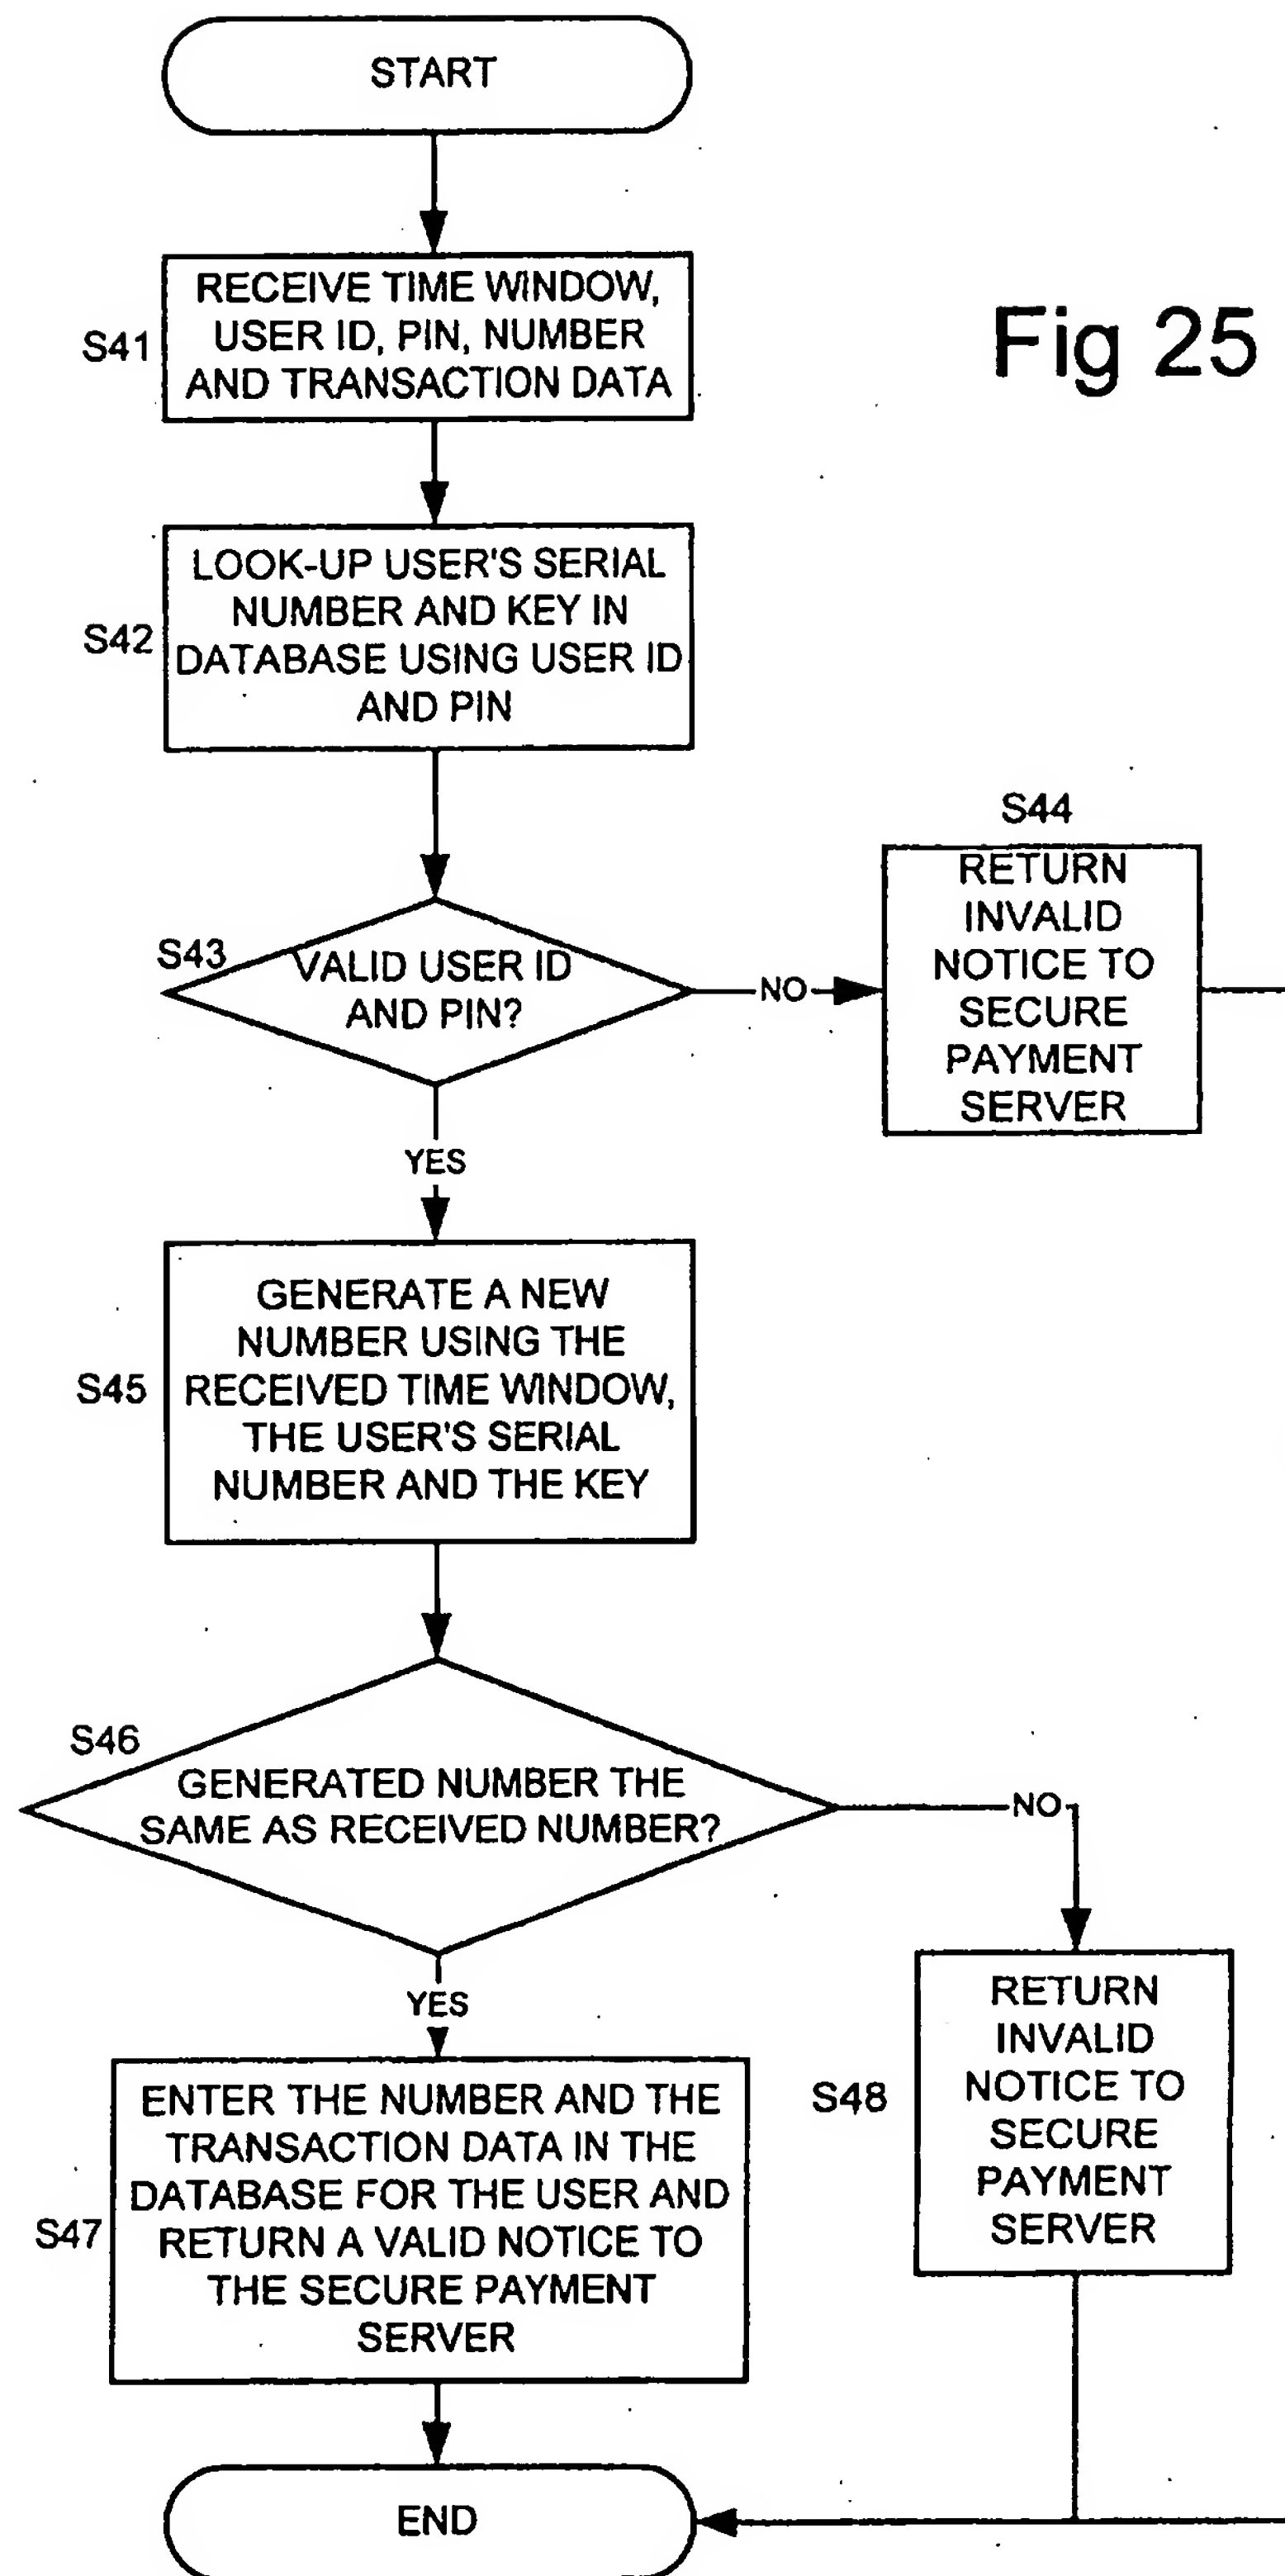 START
Fig 25
S41
RECEIVE TIME WINDOW,
USER ID, PIN, NUMBER
AND TRANSACTION DATA
S42
LOOK-UP USER'S SERIAL
NUMBER AND KEY IN
DATABASE USING USER ID
AND PIN
S43
VALID USER ID
AND PIN?
NO
S44
RETURN
INVALID
NOTICE TO
SECURE
PAYMENT
SERVER
YES
S45
GENERATE A NEW
NUMBER USING THE
RECEIVED TIME WINDOW,
THE USER'S SERIAL
NUMBER AND THE KEY
S46
GENERATED NUMBER THE
SAME AS RECEIVED NUMBER?
NO
YES
S47
ENTER THE NUMBER AND THE
TRANSACTION DATA IN THE
DATABASE FOR THE USER AND
RETURN A VALID NOTICE TO
THE SECURE PAYMENT
SERVER
S48
RETURN
INVALID
NOTICE TO
SECURE
PAYMENT
SERVER
END